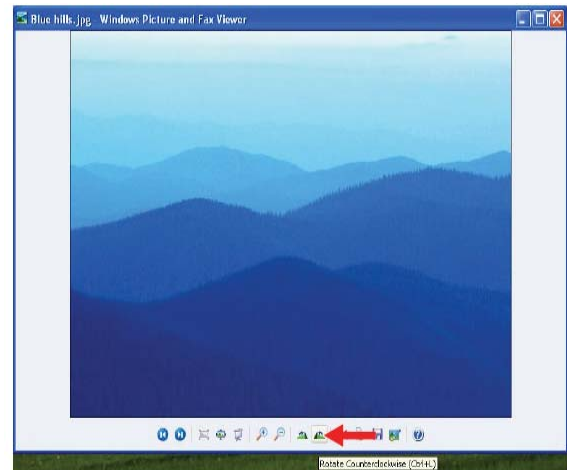 Blue hills.jpg - Windows Picture and Fax Viewer
Rotate Counterclockwise (Ctrl+L)